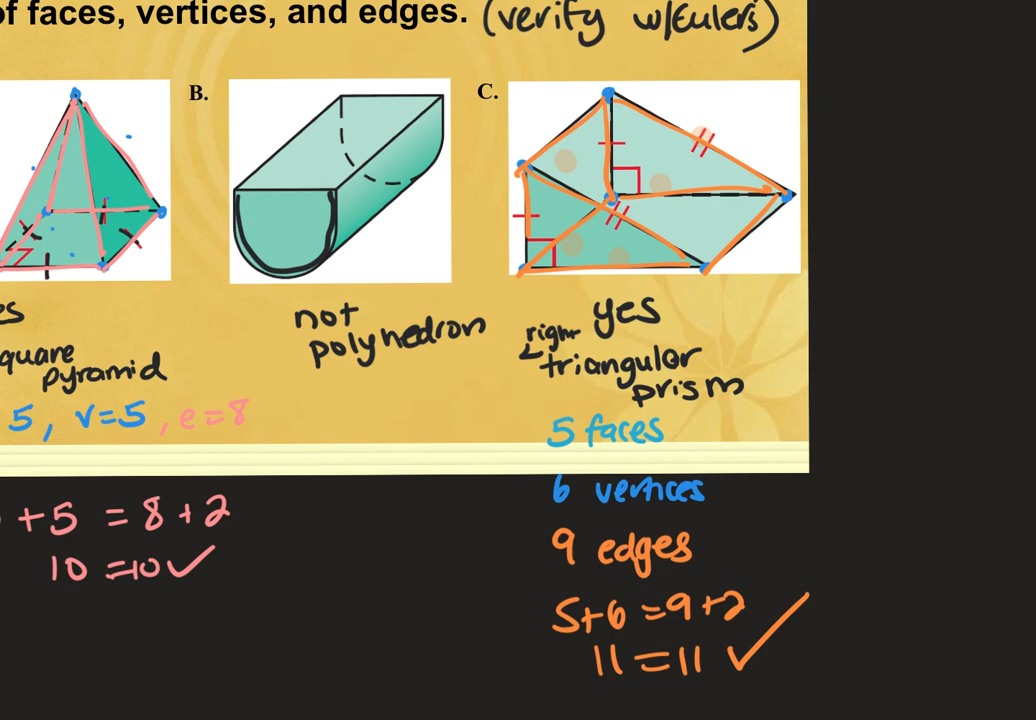 of faces, vertices, and edges. (verify w/Eulers)
B.
C.
es
quare
pyramid
5, v=5, e=8
+5 = 8+2
10 =10 ✓
not
polyhedron
yes
right
triangular
prism
5 faces
6 vertices
9 edges
5+6 = 9+2
11 = 11 ✓